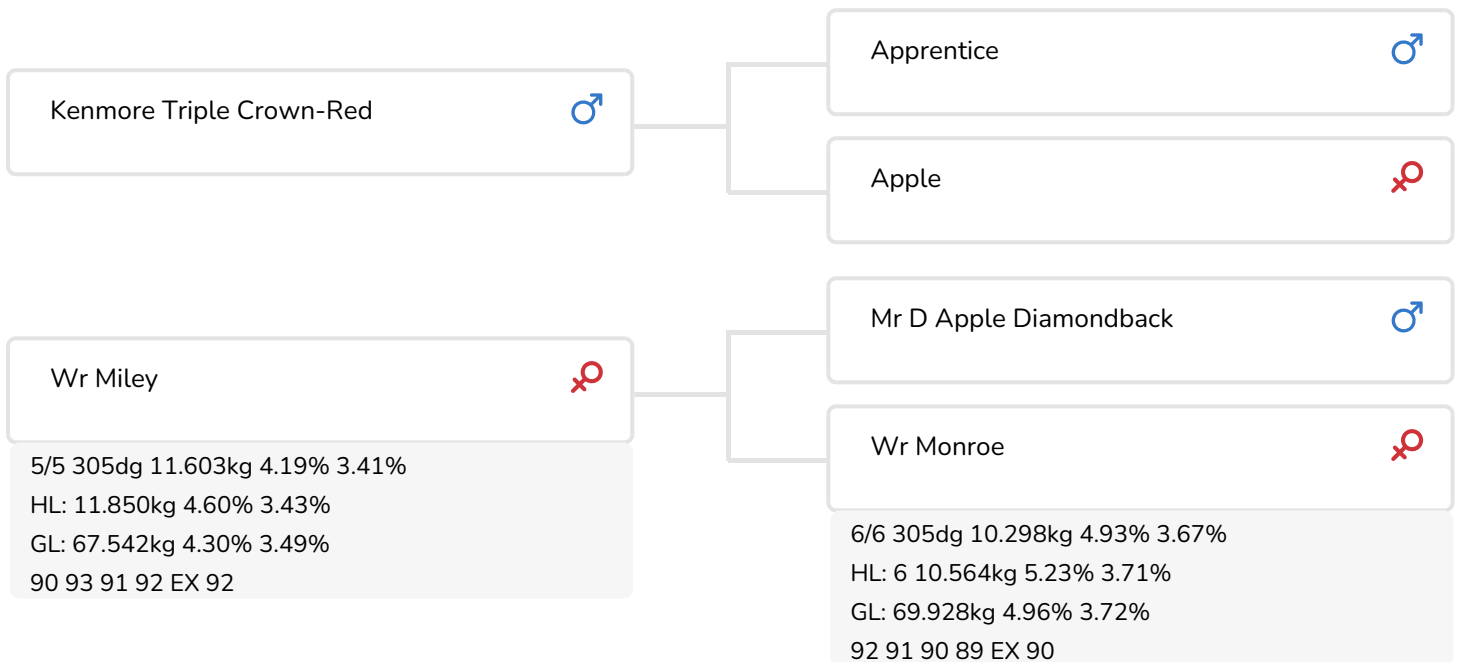 Kenmore Triple Crown-Red
Apprentice
Apple
Wr Miley
5/5 305dg 11.603kg 4.19% 3.41%
HL: 11.850kg 4.60% 3.43%
GL: 67.542kg 4.30% 3.49%
90 93 91 92 EX 92
Mr D Apple Diamondback
Wr Monroe
6/6 305dg 10.298kg 4.93% 3.67%
HL: 6 10.564kg 5.23% 3.71%
GL: 69.928kg 4.96% 3.72%
92 91 90 89 EX 90